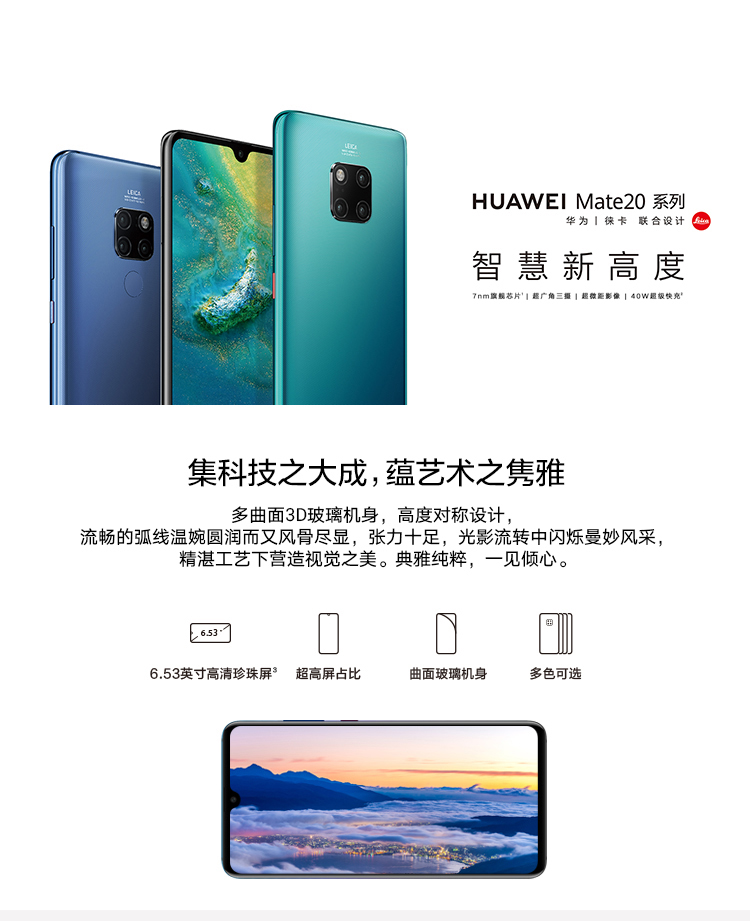 LEICA
LEICA
HUAWEI Mate20 系列
华为 | 徕卡 联合设计
Leica
智慧新高度
7nm旗舰芯片¹ | 超广角三摄 | 超微距影像 | 40W超级快充²
集科技之大成，蕴艺术之隽雅
多曲面3D玻璃机身，高度对称设计，
流畅的弧线温婉圆润而又风骨尽显，张力十足，光影流转中闪烁曼妙风采，
精湛工艺下营造视觉之美。典雅纯粹，一见倾心。
6.53"
6.53英寸高清珍珠屏³ 超高屏占比 曲面玻璃机身 多色可选